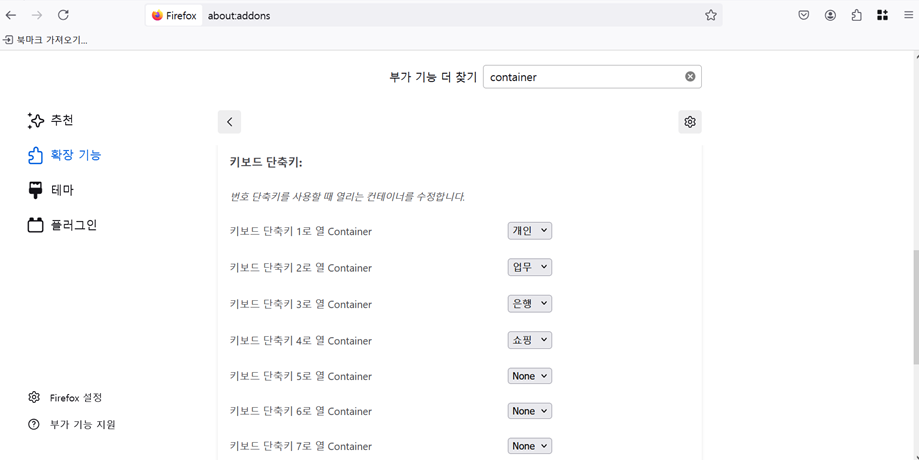 Firefox about:addons
북마크 가져오기...
부가 기능 더 찾기 container
추천
확장 기능
테마
플러그인
키보드 단축키:
번호 단축키를 사용할 때 열리는 컨테이너를 수정합니다.
키보드 단축키 1로 열 Container 개인
키보드 단축키 2로 열 Container 업무
키보드 단축키 3로 열 Container 은행
키보드 단축키 4로 열 Container 쇼핑
키보드 단축키 5로 열 Container None
키보드 단축키 6로 열 Container None
키보드 단축키 7로 열 Container None
Firefox 설정
부가 기능 지원